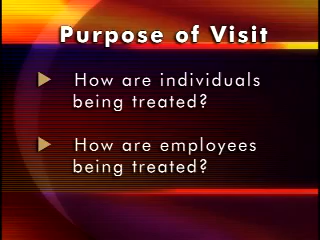 Purpose of Visit
How are individuals
being treated?
How are employees
being treated?